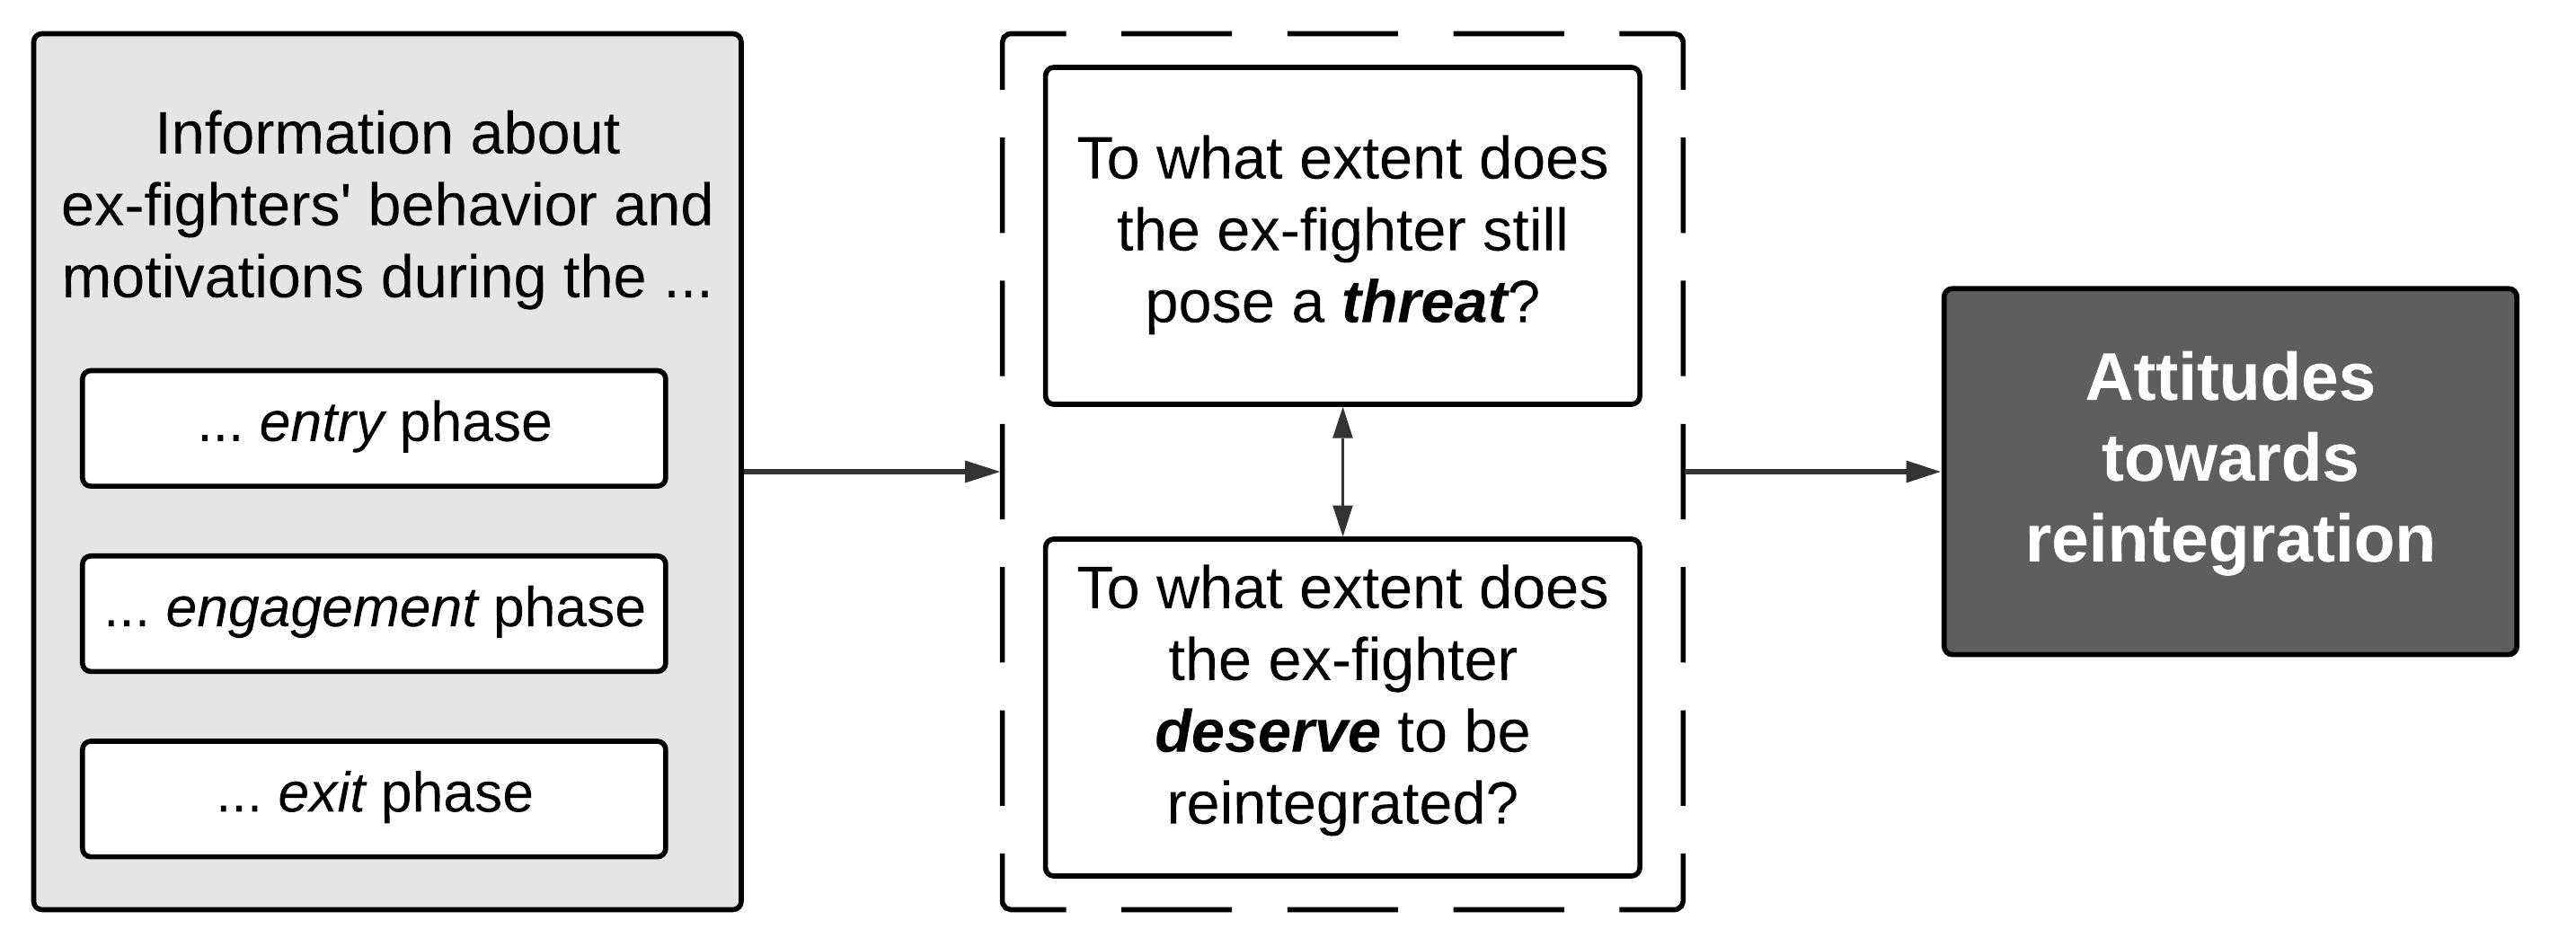 Information about
ex-fighters' behavior and
motivations during the ...
... entry phase
... engagement phase
... exit phase
To what extent does
the ex-fighter still
pose a threat?
To what extent does
the ex-fighter
deserve to be
reintegrated?
Attitudes
towards
reintegration